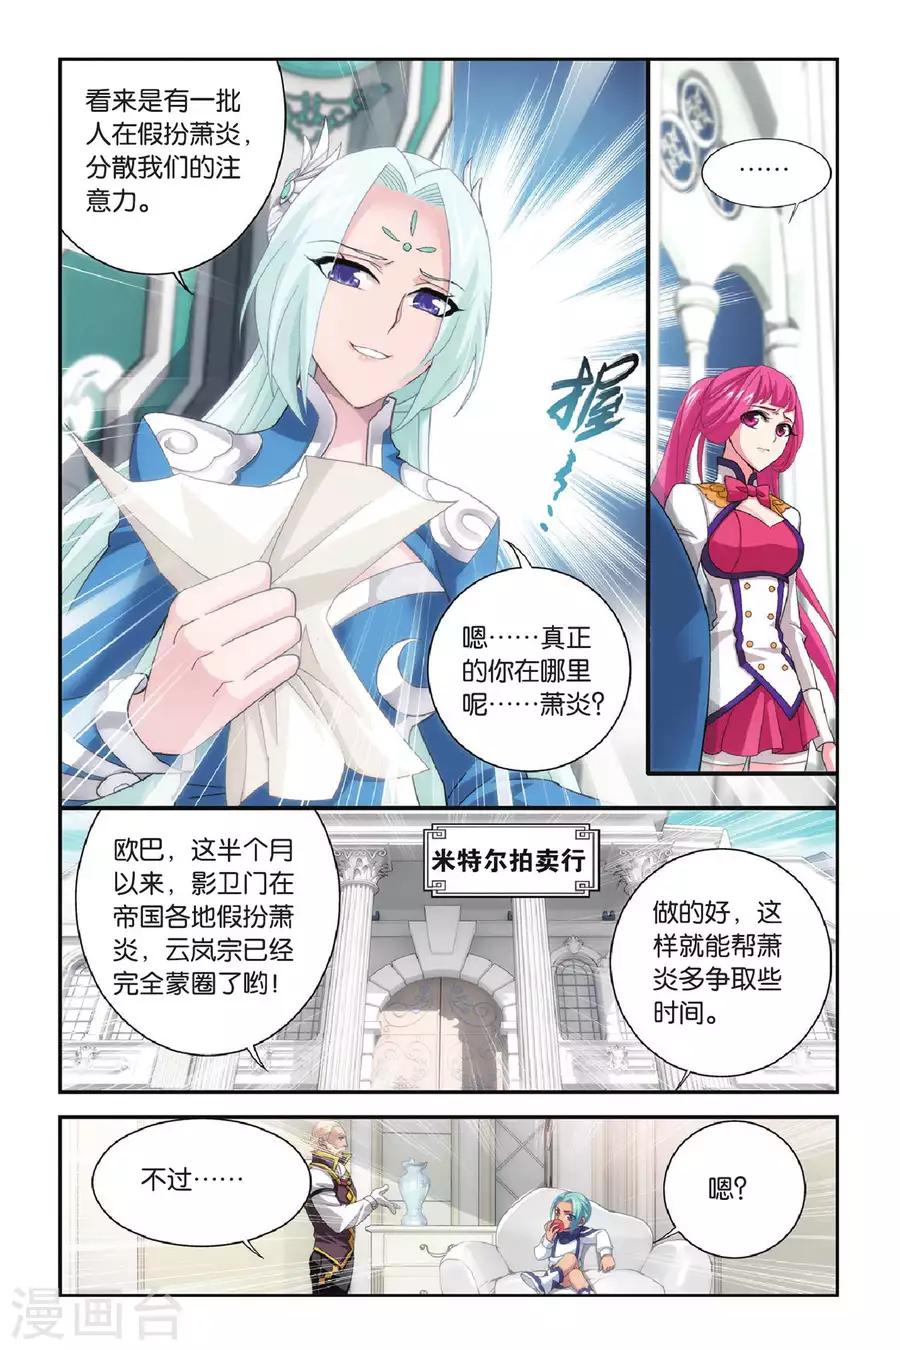 看来是有一批
人在假扮萧炎，
分散我们的注
意力。
……
握
嗯……真正
的你在哪里
呢……萧炎？
米特尔拍卖行
欧巴，这半个月
以来，影卫门在
帝国各地假扮萧
炎，云岚宗已经
完全蒙圈了哟！
做的好，这
样就能帮萧
炎多争取些
时间。
不过……
嗯？
漫画台